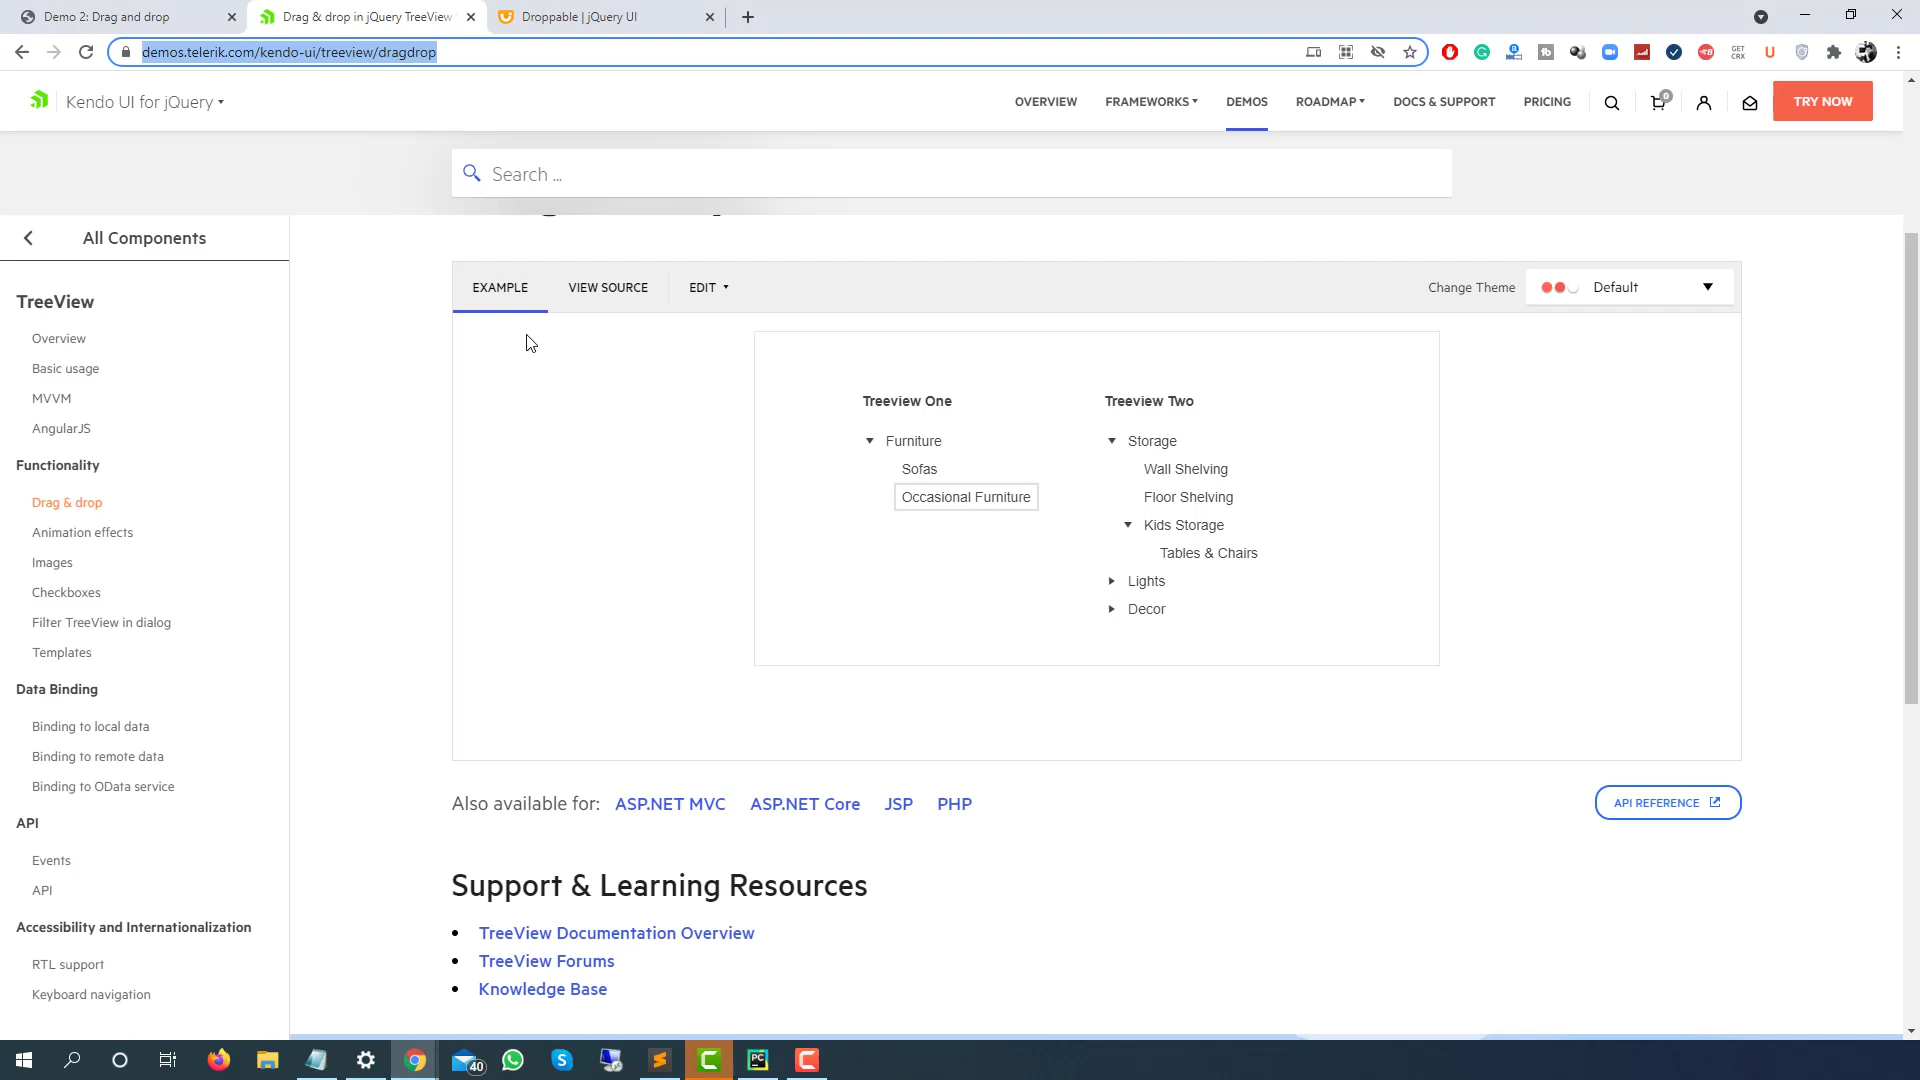 Demo 2: Drag and drop
Drag & drop in jQuery TreeView
Droppable | jQuery UI
demos.telerik.com/kendo-ui/treeview/dragdrop
GET
CRX
Kendo UI for jQuery
OVERVIEW
FRAMEWORKS
DEMOS
ROADMAP
DOCS & SUPPORT
PRICING
0
TRY NOW
Search ...
All Components
TreeView
Overview
Basic usage
MVVM
AngularJS
Functionality
Drag & drop
Animation effects
Images
Checkboxes
Filter TreeView in dialog
Templates
Data Binding
Binding to local data
Binding to remote data
Binding to OData service
API
Events
API
Accessibility and Internationalization
RTL support
Keyboard navigation
EXAMPLE
VIEW SOURCE
EDIT
Change Theme
Default
Treeview One
Furniture
Sofas
Occasional Furniture
Treeview Two
Storage
Wall Shelving
Floor Shelving
Kids Storage
Tables & Chairs
Lights
Decor
Also available for: ASP.NET MVC ASP.NET Core JSP PHP
API REFERENCE
Support & Learning Resources
• TreeView Documentation Overview
• TreeView Forums
• Knowledge Base
40
PC